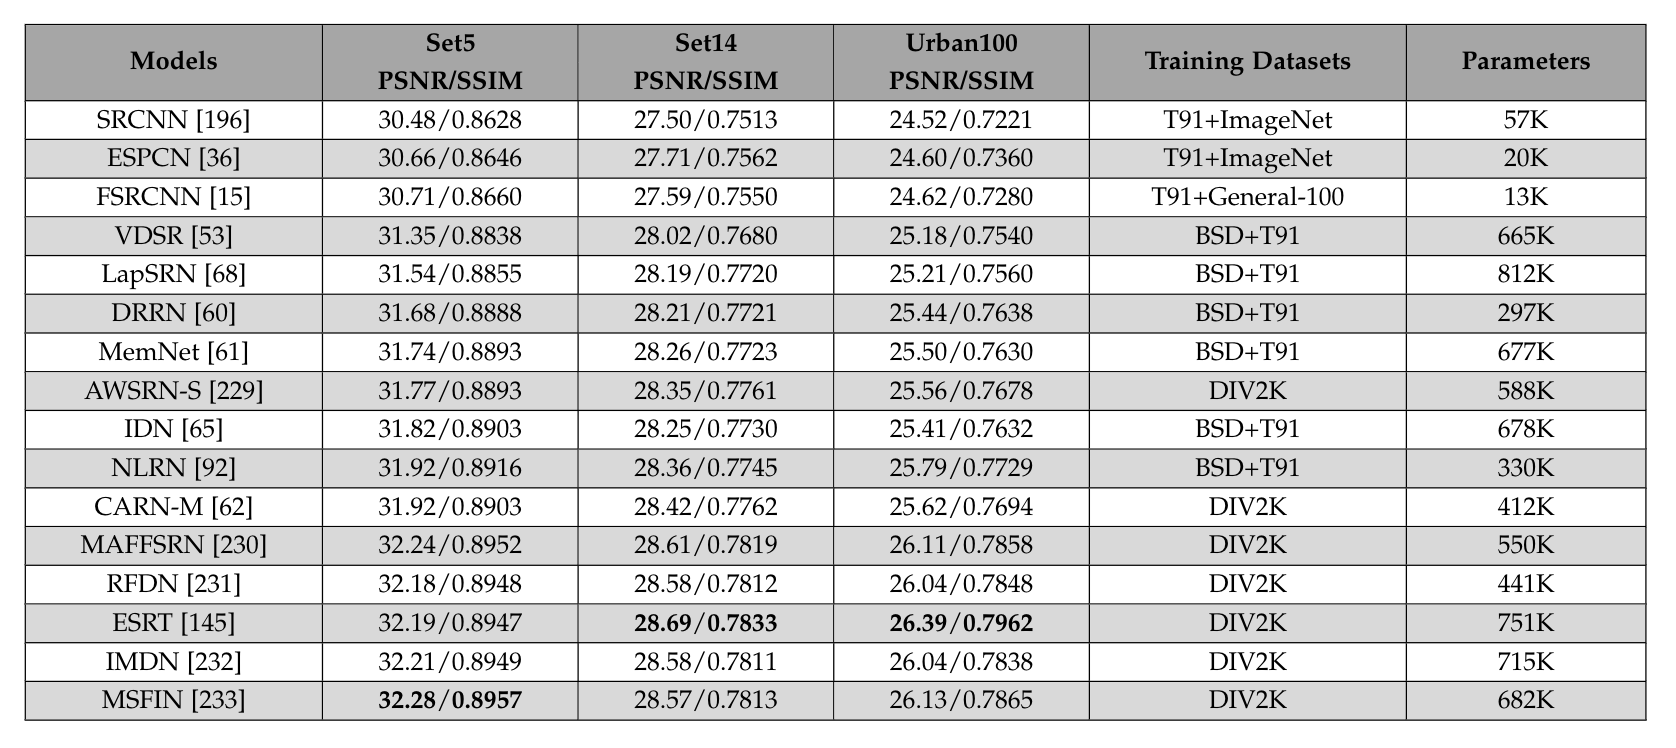 Models Set5 PSNR/SSIM Set14 PSNR/SSIM Urban100 PSNR/SSIM Training Datasets Parameters
SRCNN [196] 30.48/0.8628 27.50/0.7513 24.52/0.7221 T91+ImageNet 57K
ESPCN [36] 30.66/0.8646 27.71/0.7562 24.60/0.7360 T91+ImageNet 20K
FSRCNN [15] 30.71/0.8660 27.59/0.7550 24.62/0.7280 T91+General-100 13K
VDSR [53] 31.35/0.8838 28.02/0.7680 25.18/0.7540 BSD+T91 665K
LapSRN [68] 31.54/0.8855 28.19/0.7720 25.21/0.7560 BSD+T91 812K
DRRN [60] 31.68/0.8888 28.21/0.7721 25.44/0.7638 BSD+T91 297K
MemNet [61] 31.74/0.8893 28.26/0.7723 25.50/0.7630 BSD+T91 677K
AWSRN-S [229] 31.77/0.8893 28.35/0.7761 25.56/0.7678 DIV2K 588K
IDN [65] 31.82/0.8903 28.25/0.7730 25.41/0.7632 BSD+T91 678K
NLRN [92] 31.92/0.8916 28.36/0.7745 25.79/0.7729 BSD+T91 330K
CARN-M [62] 31.92/0.8903 28.42/0.7762 25.62/0.7694 DIV2K 412K
MAFFSRN [230] 32.24/0.8952 28.61/0.7819 26.11/0.7858 DIV2K 550K
RFDN [231] 32.18/0.8948 28.58/0.7812 26.04/0.7848 DIV2K 441K
ESRT [145] 32.19/0.8947 28.69/0.7833 26.39/0.7962 DIV2K 751K
IMDN [232] 32.21/0.8949 28.58/0.7811 26.04/0.7838 DIV2K 715K
MSFIN [233] 32.28/0.8957 28.57/0.7813 26.13/0.7865 DIV2K 682K